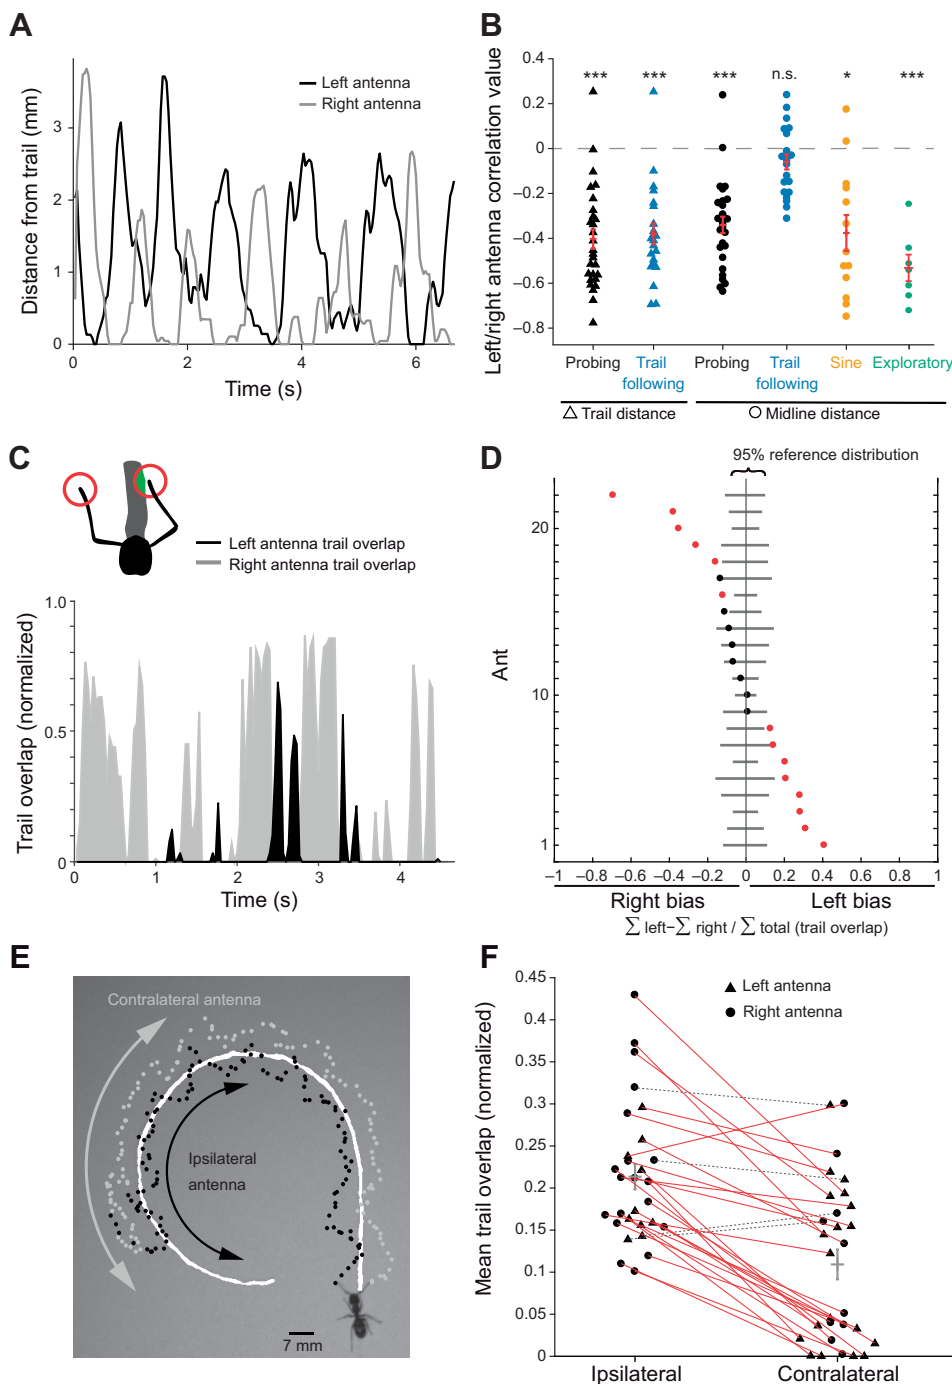 A
Distance from trail (mm)
3
2
1
0
Left antenna
Right antenna
0 2 4 6
Time (s)
B
Left/right antenna correlation value
0.4
0.2
0
−0.2
−0.4
−0.6
−0.8
*** *** *** n.s. * ***
Probing Trail following Probing Trail following Sine Exploratory
Trail distance Midline distance
C
Left antenna trail overlap
Right antenna trail overlap
Trail overlap (normalized)
1.0
0.5
0
0 1 2 3 4
Time (s)
D
95% reference distribution
Ant
20
10
1
−1 −0.8 −0.6 −0.4 −0.2 0 0.2 0.4 0.6 0.8 1
Right bias Left bias
∑ left−∑ right / ∑ total (trail overlap)
E
Contralateral antenna
Ipsilateral
antenna
7 mm
F
Mean trail overlap (normalized)
0.45
0.4
0.35
0.3
0.25
0.2
0.15
0.1
0.05
0
Left antenna
Right antenna
Ipsilateral Contralateral